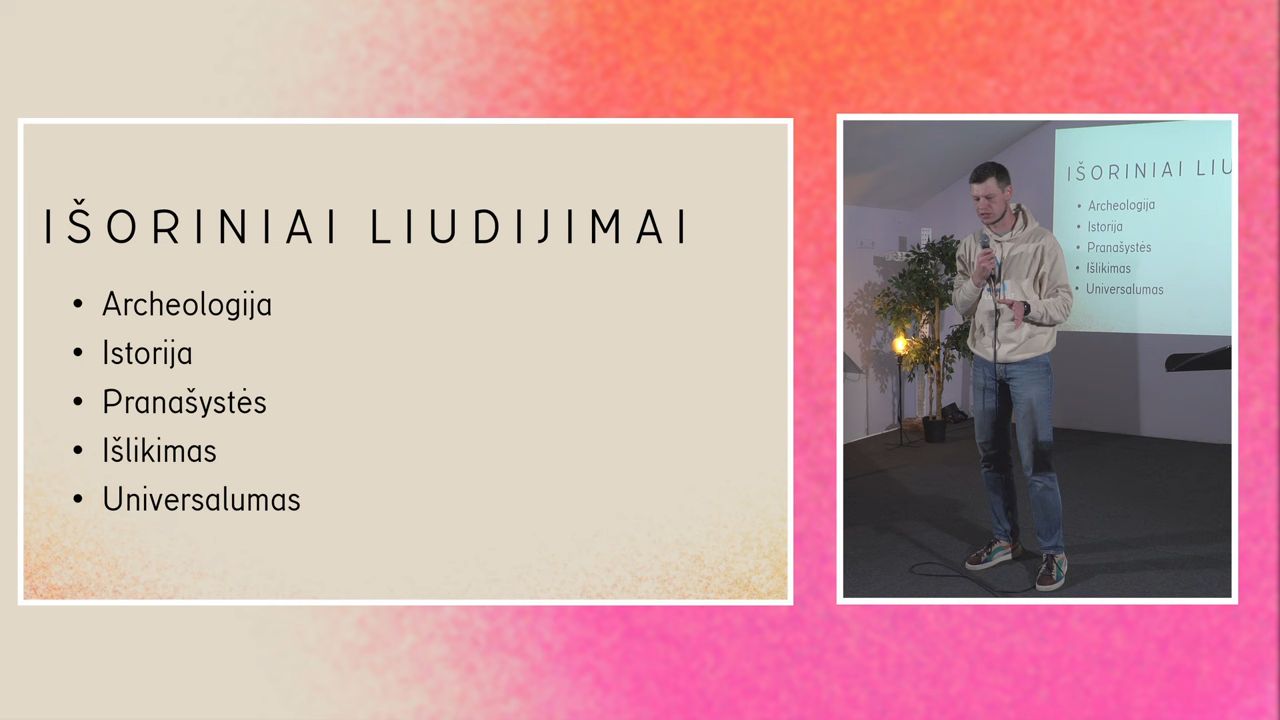 IŠORINIAI LIUDIJIMAI
• Archeologija
• Istorija
• Pranašystės
• Išlikimas
• Universalumas
IŠORINIAI LIU
• Archeologija
• Istorija
• Pranašystės
• Išlikimas
• Universalumas